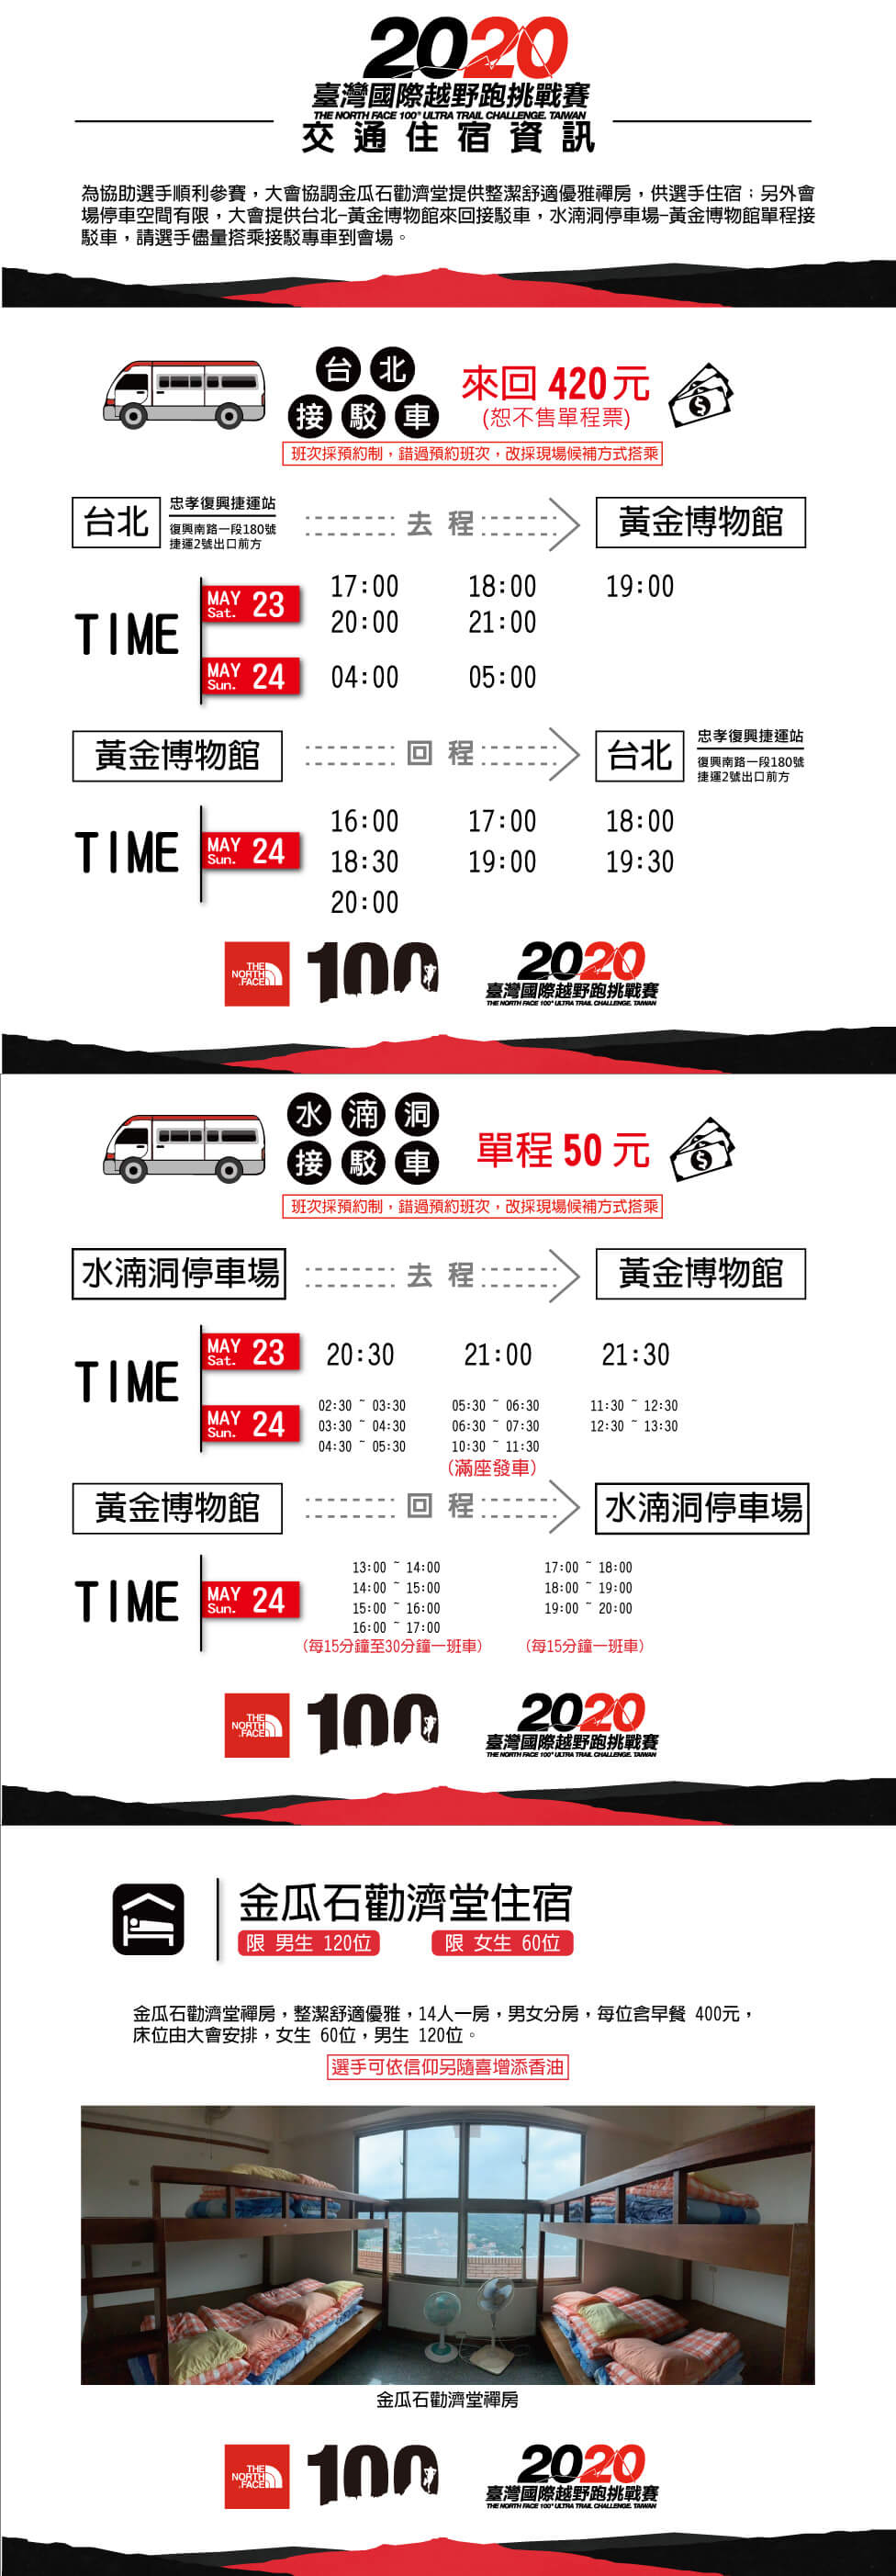 2020
臺灣國際越野跑挑戰賽
THE NORTH FACE 100® ULTRA TRAIL CHALLENGE. TAIWAN
交通住宿資訊
為協助選手順利參賽，大會協調金瓜石勸濟堂提供整潔舒適優雅禪房，供選手住宿；另外會
場停車空間有限，大會提供台北-黃金博物館來回接駁車，水湳洞停車場-黃金博物館單程接
駁車，請選手儘量搭乘接駁專車到會場。
台北
接駁車
來回 420元
(恕不售單程票)
班次採預約制，錯過預約班次，改採現場候補方式搭乘
台北
忠孝復興捷運站
復興南路一段180號
捷運2號出口前方
去程
黃金博物館
TIME
MAY Sat. 23
17:00 18:00 19:00
20:00 21:00
MAY Sun. 24
04:00 05:00
黃金博物館
回程
台北
忠孝復興捷運站
復興南路一段180號
捷運2號出口前方
TIME
MAY Sun. 24
16:00 17:00 18:00
18:30 19:00 19:30
20:00
THE NORTH FACE
100
2020
臺灣國際越野跑挑戰賽
THE NORTH FACE 100® ULTRA TRAIL CHALLENGE. TAIWAN
水湳洞
接駁車
單程 50 元
班次採預約制，錯過預約班次，改採現場候補方式搭乘
水湳洞停車場
去程
黃金博物館
TIME
MAY Sat. 23
20:30 21:00 21:30
MAY Sun. 24
02:30 ~ 03:30 05:30 ~ 06:30 11:30 ~ 12:30
03:30 ~ 04:30 06:30 ~ 07:30 12:30 ~ 13:30
04:30 ~ 05:30 10:30 ~ 11:30
(滿座發車)
黃金博物館
回程
水湳洞停車場
TIME
MAY Sun. 24
13:00 ~ 14:00 17:00 ~ 18:00
14:00 ~ 15:00 18:00 ~ 19:00
15:00 ~ 16:00 19:00 ~ 20:00
16:00 ~ 17:00
(每15分鐘至30分鐘一班車) (每15分鐘一班車)
THE NORTH FACE
100
2020
臺灣國際越野跑挑戰賽
THE NORTH FACE 100® ULTRA TRAIL CHALLENGE. TAIWAN
金瓜石勸濟堂住宿
限 男生 120位 限 女生 60位
金瓜石勸濟堂禪房，整潔舒適優雅，14人一房，男女分房，每位含早餐 400元，
床位由大會安排，女生 60位，男生 120位。
選手可依信仰另隨喜增添香油
金瓜石勸濟堂禪房
THE NORTH FACE
100
2020
臺灣國際越野跑挑戰賽
THE NORTH FACE 100® ULTRA TRAIL CHALLENGE. TAIWAN